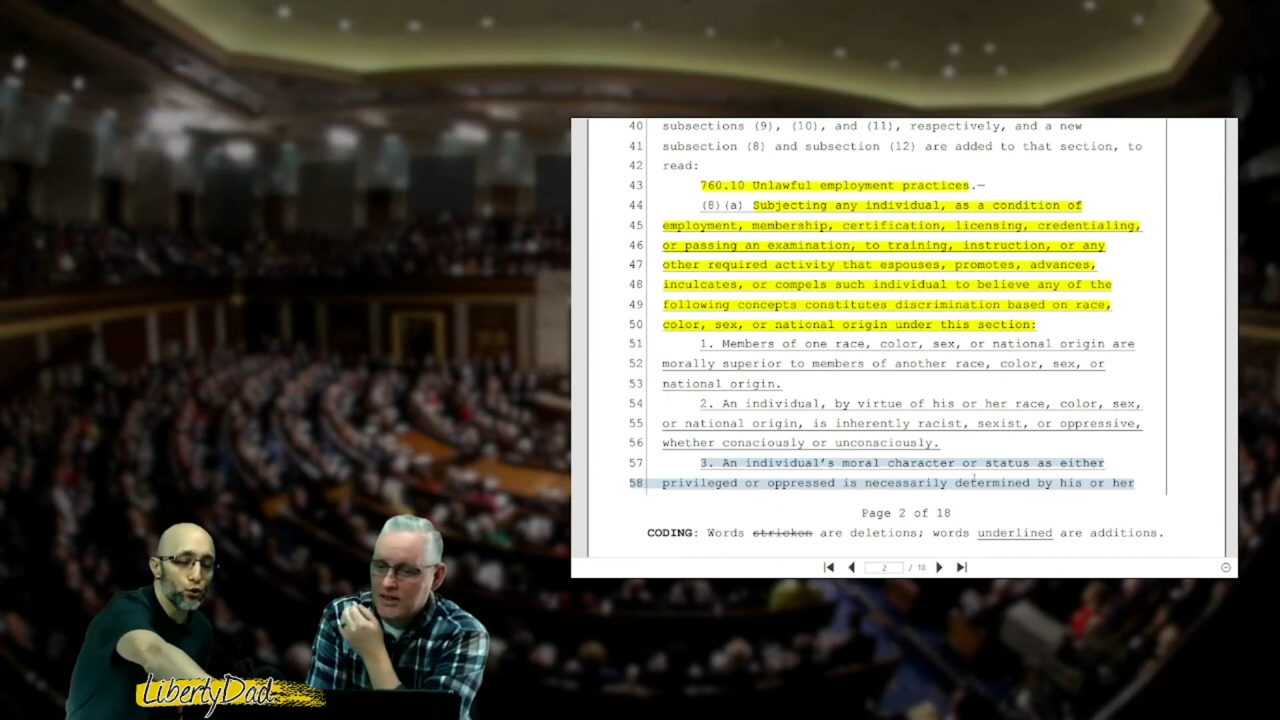 40 subsections (9), (10), and (11), respectively, and a new
41 subsection (8) and subsection (12) are added to that section, to
42 read:
43 760.10 Unlawful employment practices.—
44 (8)(a) Subjecting any individual, as a condition of
45 employment, membership, certification, licensing, credentialing,
46 or passing an examination, to training, instruction, or any
47 other required activity that espouses, promotes, advances,
48 inculcates, or compels such individual to believe any of the
49 following concepts constitutes discrimination based on race,
50 color, sex, or national origin under this section:
51 1. Members of one race, color, sex, or national origin are
52 morally superior to members of another race, color, sex, or
53 national origin.
54 2. An individual, by virtue of his or her race, color, sex,
55 or national origin, is inherently racist, sexist, or oppressive,
56 whether consciously or unconsciously.
57 3. An individual's moral character or status as either
58 privileged or oppressed is necessarily determined by his or her
Page 2 of 18
CODING: Words stricken are deletions; words underlined are additions.
2 / 18
LibertyDad